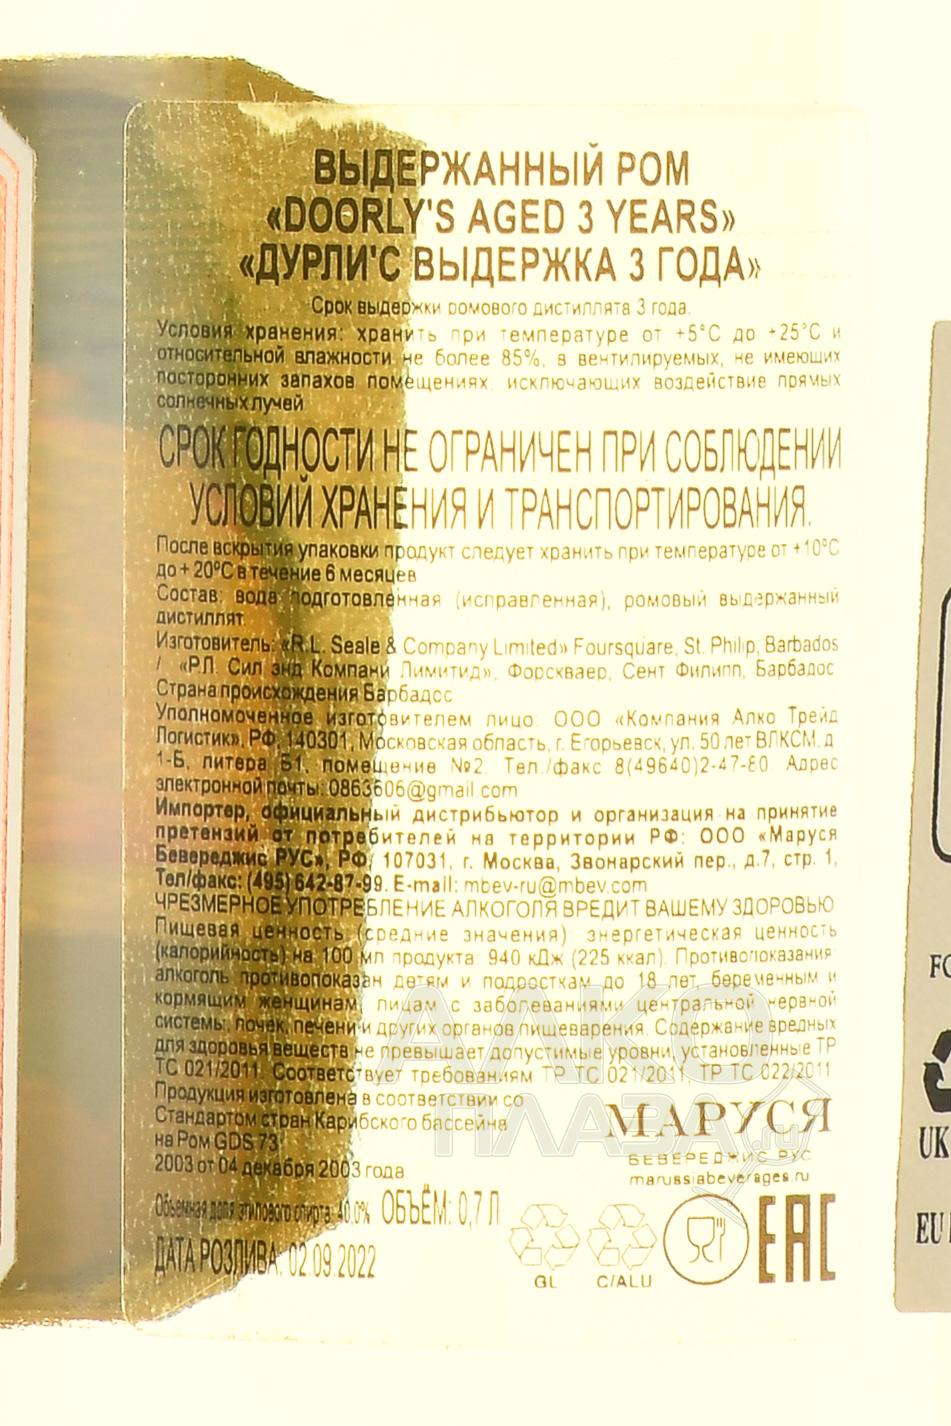 ВЫДЕРЖАННЫЙ РОМ
«DOORLY'S AGED 3 YEARS»
«ДУРЛИ'С ВЫДЕРЖКА 3 ГОДА»
Срок выдержки ромового дистиллята 3 года.
Условия хранения: хранить при температуре от +5°С до +25°С и
относительной влажности не более 85%, в вентилируемых, не имеющих
посторонних запахов помещениях, исключающих воздействие прямых
солнечных лучей
СРОК ГОДНОСТИ НЕ ОГРАНИЧЕН ПРИ СОБЛЮДЕНИИ
УСЛОВИЙ ХРАНЕНИЯ И ТРАНСПОРТИРОВАНИЯ.
После вскрытия упаковки продукт следует хранить при температуре от +10°С
до + 20°С в течение 6 месяцев
Состав: вода подготовленная (исправленная), ромовый выдержанный
дистиллят
Изготовитель: «R.L. Seale & Company Limited» Foursquare, St. Philip, Barbados
/ «Р.Л. Сил энд Компани Лимитид», Форскваер, Сент Филипп, Барбадос
Страна происхождения Барбадос
Уполномоченное изготовителем лицо: ООО «Компания Алко Трейд
Логистик», РФ, 140301, Московская область, г. Егорьевск, ул. 50 лет ВЛКСМ, д
1-Б, литера Б1, помещение №2. Тел./факс 8(49640)2-47-80. Адрес
электронной почты: 0863606@gmail.com
Импортер, официальный дистрибьютор и организация на принятие
претензий от потребителей на территории РФ: ООО «Маруся
Бевереджис РУС», РФ, 107031, г. Москва, Звонарский пер., д.7, стр. 1,
Тел/факс: (495) 642-87-99. E-mail: mbev-ru@mbev.com
ЧРЕЗМЕРНОЕ УПОТРЕБЛЕНИЕ АЛКОГОЛЯ ВРЕДИТ ВАШЕМУ ЗДОРОВЬЮ
Пищевая ценность (средние значения): энергетическая ценность
(калорийность) на 100 мл продукта: 940 кДж (225 ккал). Противопоказания
алкоголь противопоказан детям и подросткам до 18 лет, беременным и
кормящим женщинам, лицам с заболеваниями центральной нервной
системы, почек, печени и других органов пищеварения. Содержание вредных
для здоровья веществ не превышает допустимые уровни, установленные ТР
ТС 021/2011. Соответствует требованиям ТР ТС 021/2011, ТР ТС 022/2011
Продукция изготовлена в соответствии со
Стандартом стран Карибского бассейна
на Ром GDS 73:
2003 от 04 декабря 2003 года
МАРУСЯ
БЕВЕРЕДЖИС РУС
marussiabeverages.ru
Объемная доля этилового спирта: 40,0% ОБЪЁМ: 0,7 Л
ДАТА РОЗЛИВА: 02.09.2022
GL C/ALU
EAC
АЛКО
ПЛАЗА
.ru
UK
EU